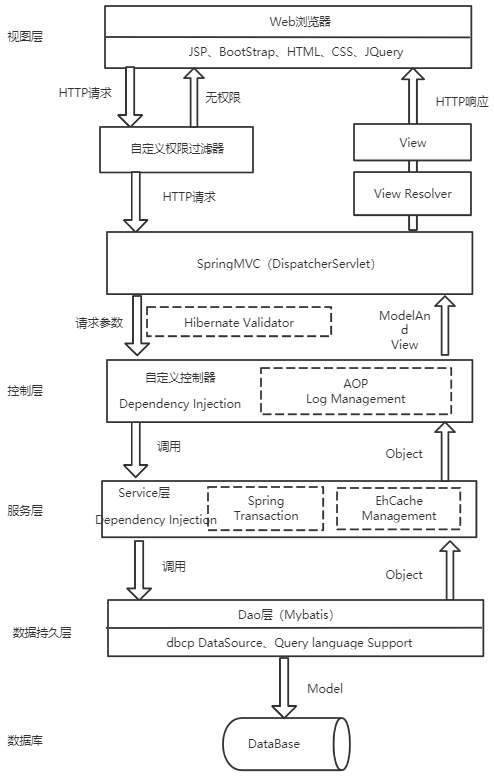 Web浏览器
视图层
JSP、BootStrap、HTML、CSS、JQuery
HTTP请求
无权限
HTTP响应
自定义权限过滤器
View
View Resolver
HTTP请求
SpringMVC（DispatcherServlet）
请求参数
Hibernate Validator
ModelAn
d
View
控制层
自定义控制器
Dependency Injection
AOP
Log Management
调用
Object
服务层
Service层
Dependency Injection
Spring
Transaction
EhCache
Management
调用
Object
数据持久层
Dao层（Mybatis）
dbcp DataSource、Query language Support
Model
数据库
DataBase